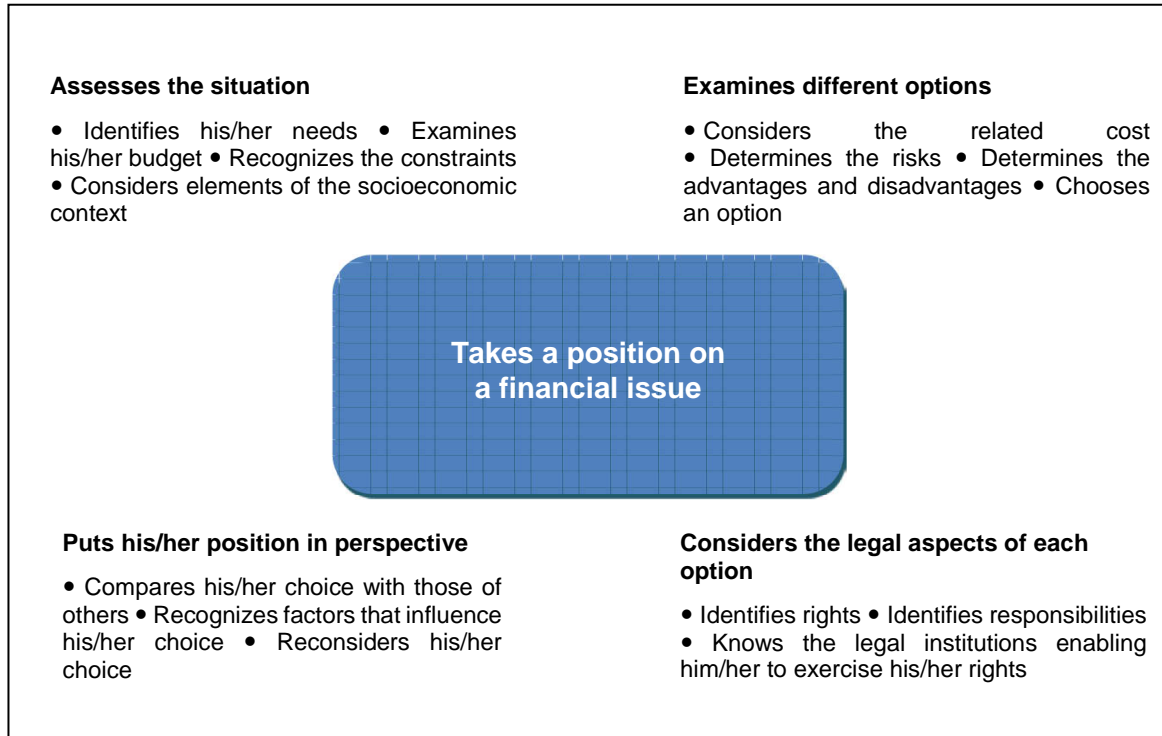 Assesses the situation
• Identifies his/her needs • Examines
his/her budget • Recognizes the constraints
• Considers elements of the socioeconomic
context
Examines different options
• Considers the related cost
• Determines the risks • Determines the
advantages and disadvantages • Chooses
an option
Takes a position on
a financial issue
Puts his/her position in perspective
• Compares his/her choice with those of
others • Recognizes factors that influence
his/her choice • Reconsiders his/her
choice
Considers the legal aspects of each
option
• Identifies rights • Identifies responsibilities
• Knows the legal institutions enabling
him/her to exercise his/her rights